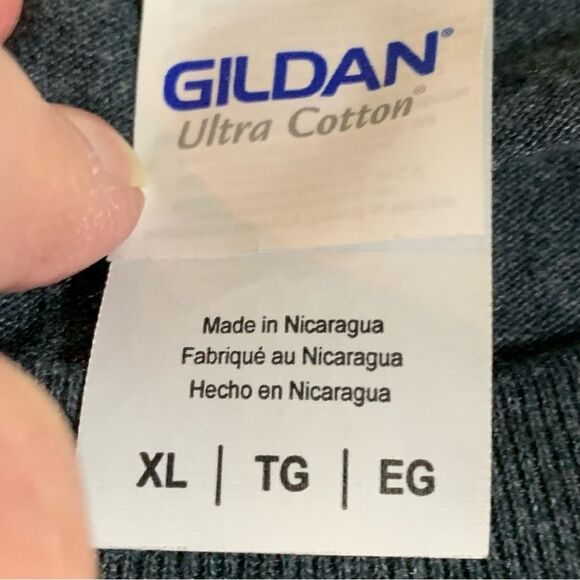 GILDAN®
Ultra Cotton®
Made in Nicaragua
Fabriqué au Nicaragua
Hecho en Nicaragua
XL | TG | EG